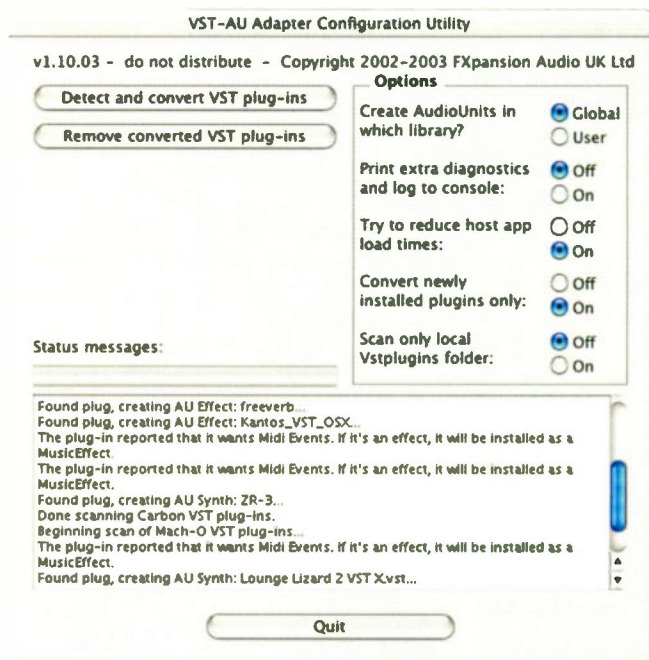 VST-AU Adapter Configuration Utility
v1.10.03 - do not distribute - Copyright 2002-2003 FXpansion Audio UK Ltd
Detect and convert VST plug-ins
Remove converted VST plug-ins
Options
Create AudioUnits in
which library?
Global
User
Print extra diagnostics
and log to console:
Off
On
Try to reduce host app
load times:
Off
On
Convert newly
installed plugins only:
Off
On
Scan only local
Vstplugins folder:
Off
On
Status messages:
Found plug, creating AU Effect: freeverb...
Found plug, creating AU Effect: Kantos_VST_OSX...
The plug-in reported that it wants Midi Events. If it's an effect, it will be installed as a
MusicEffect.
The plug-in reported that it wants Midi Events. If it's an effect, it will be installed as a
MusicEffect.
Found plug, creating AU Synth: ZR-3...
Done scanning Carbon VST plug-ins.
Beginning scan of Mach-O VST plug-ins...
The plug-in reported that it wants Midi Events. If it's an effect, it will be installed as a
MusicEffect.
Found plug, creating AU Synth: Lounge Lizard 2 VST X.vst...
Quit